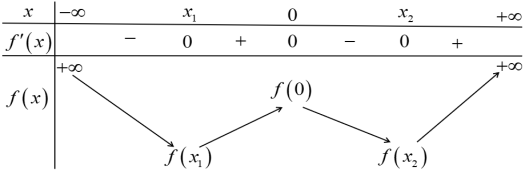 x −∞ x₁ 0 x₂ +∞
f′(x) − 0 + 0 − 0 +
+∞ +∞
f(x) f(0)
f(x₁) f(x₂)